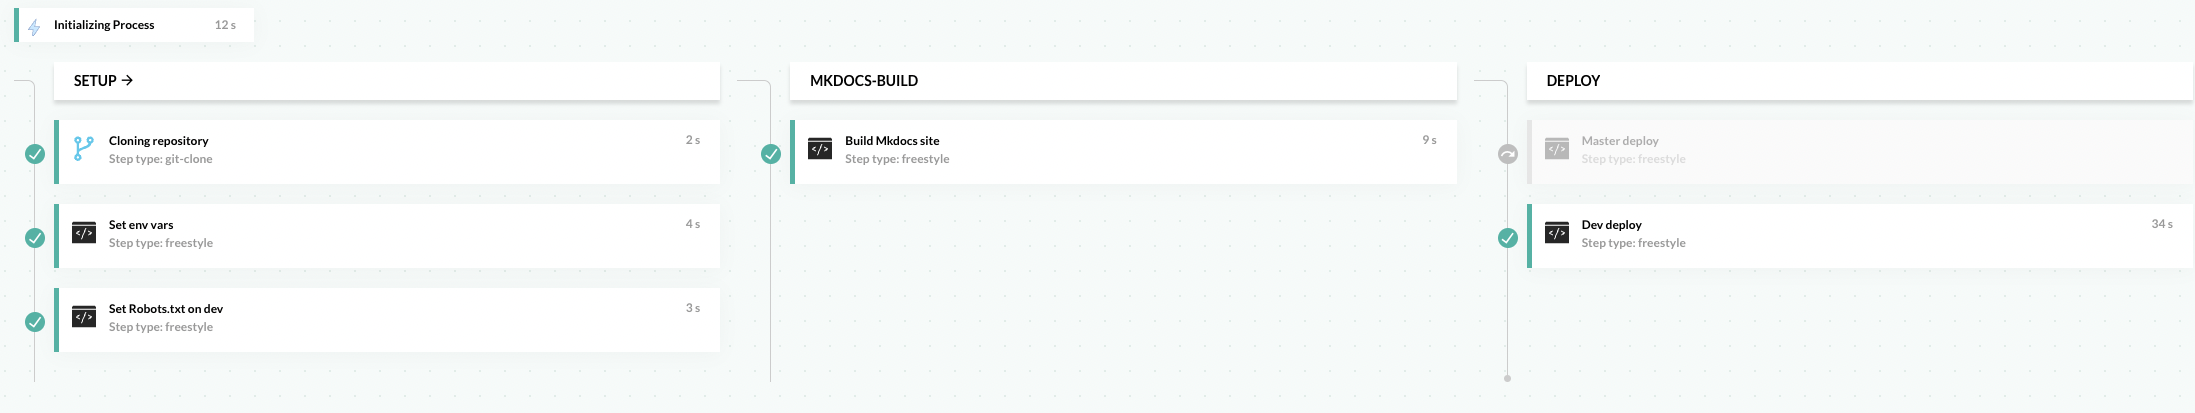 Initializing Process 12 s
SETUP →
Cloning repository 2 s
Step type: git-clone
Set env vars 4 s
Step type: freestyle
Set Robots.txt on dev 3 s
Step type: freestyle
MKDOCS-BUILD
Build Mkdocs site 9 s
Step type: freestyle
DEPLOY
Master deploy
Step type: freestyle
Dev deploy 34 s
Step type: freestyle